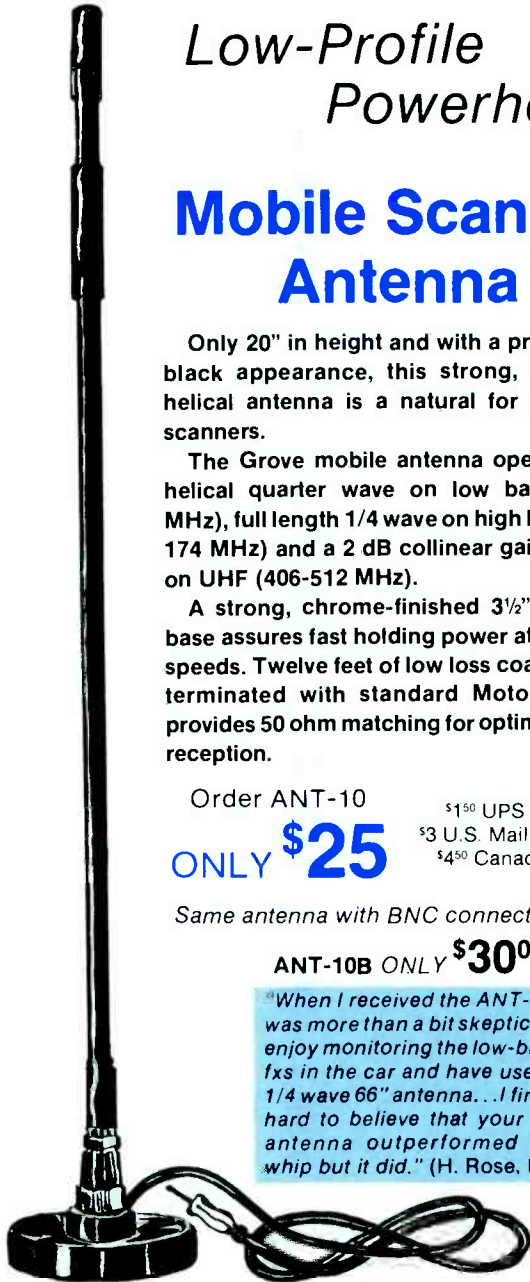 Low-Profile
Powerho
Mobile Scan
Antenna
Only 20" in height and with a pr
black appearance, this strong,
helical antenna is a natural for
scanners.
The Grove mobile antenna ope
helical quarter wave on low ba
MHz), full length 1/4 wave on high
174 MHz) and a 2 dB collinear gai
on UHF (406-512 MHz).
A strong, chrome-finished 3½"
base assures fast holding power at
speeds. Twelve feet of low loss coa
terminated with standard Moto
provides 50 ohm matching for optim
reception.
Order ANT-10
$1⁵⁰ UPS
$3 U.S. Mail
$4⁵⁰ Canad
ONLY $25
Same antenna with BNC connect
ANT-10B ONLY $30⁰
"When I received the ANT-
was more than a bit skeptic
enjoy monitoring the low-b
fxs in the car and have use
1/4 wave 66" antenna...I fin
hard to believe that your
antenna outperformed
whip but it did." (H. Rose,